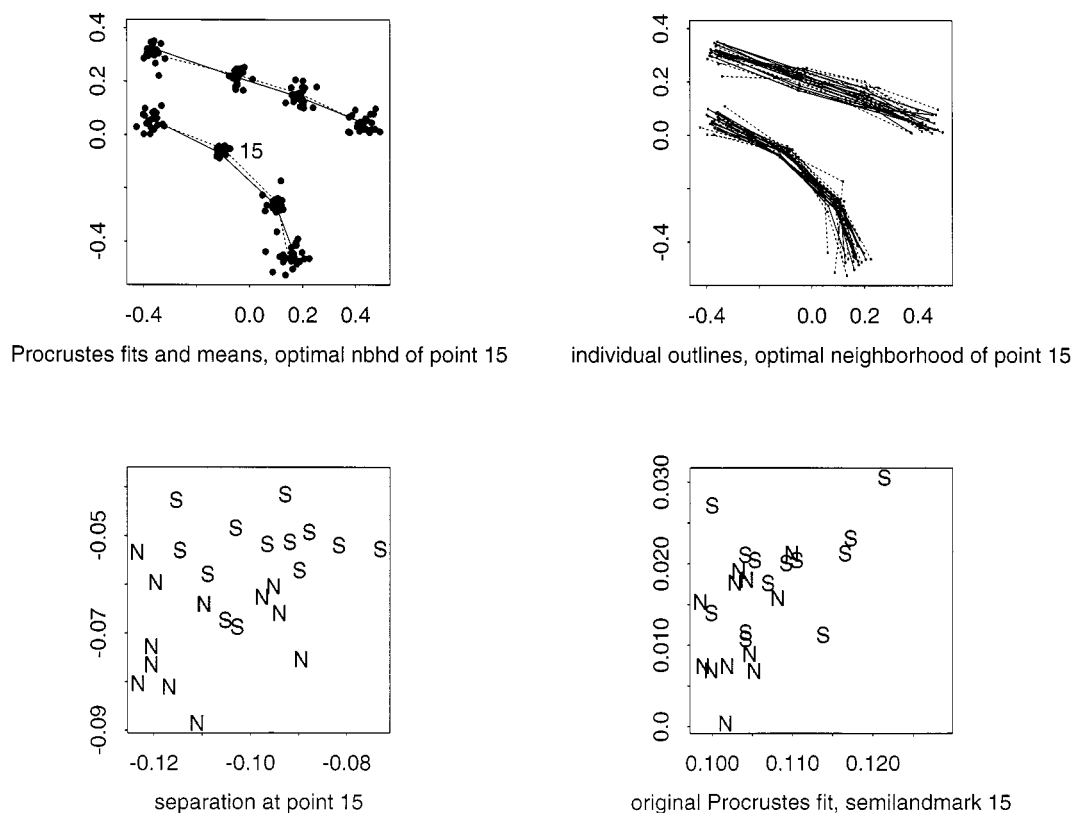 0.4
0.2
0.0
-0.4
15
-0.4
0.0
0.2
0.4
Procrustes fits and means, optimal nbhd of point 15
0.4
0.2
0.0
-0.4
-0.4
0.0
0.2
0.4
individual outlines, optimal neighborhood of point 15
-0.05
-0.07
-0.09
S S
S S
N S S S S S
S S
N N
N N N
S S
N
N N
N N
N
-0.12
-0.10
-0.08
separation at point 15
0.030
0.020
0.010
0.0
S
S
S
S N S
S S S
N
N N S
N N
S
S S
S
N
N N
N N
N
0.100
0.110
0.120
original Procrustes fit, semilandmark 15